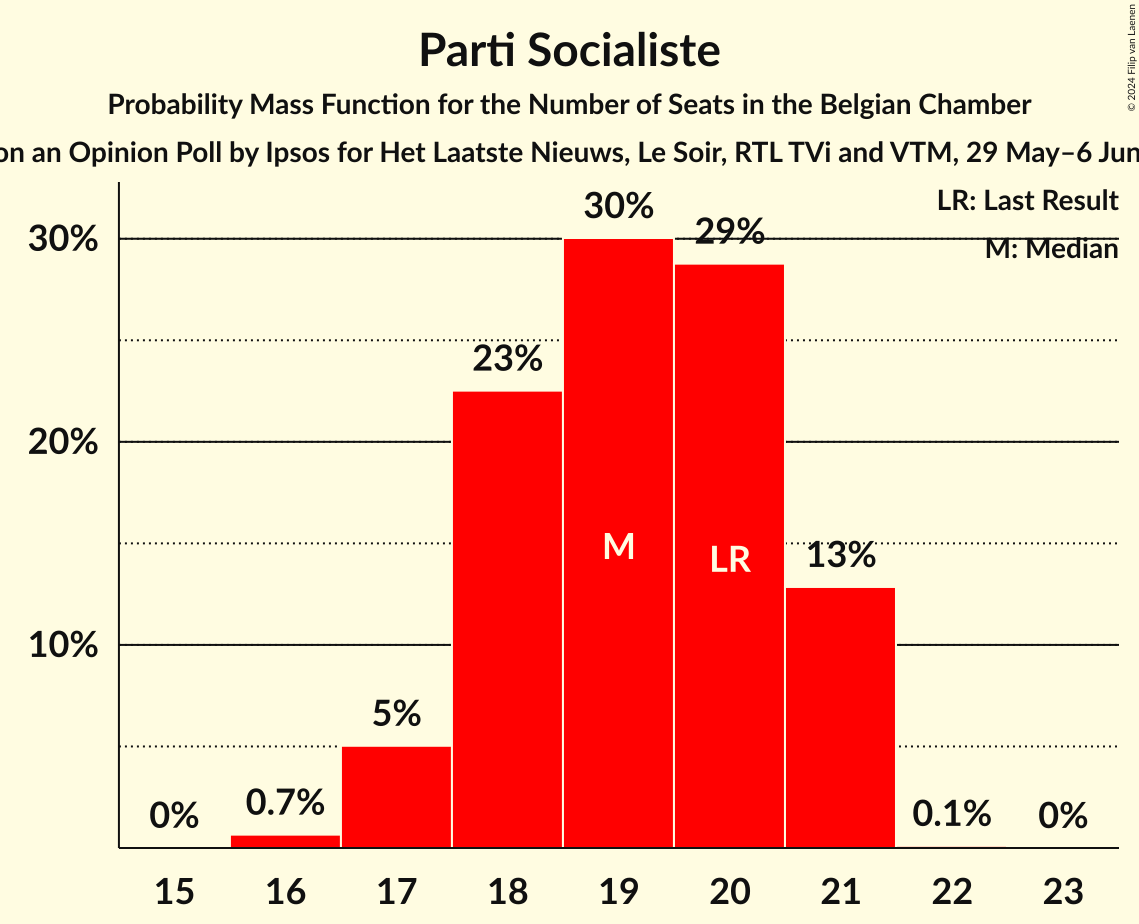 © 2024 Filip van Laenen
Parti Socialiste
Probability Mass Function for the Number of Seats in the Belgian Chamber
on an Opinion Poll by Ipsos for Het Laatste Nieuws, Le Soir, RTL TVi and VTM, 29 May–6 Jun
LR: Last Result
M: Median
30%
20%
10%
0%
0.7%
5%
23%
30%
29%
13%
0.1%
0%
M
LR
15 16 17 18 19 20 21 22 23